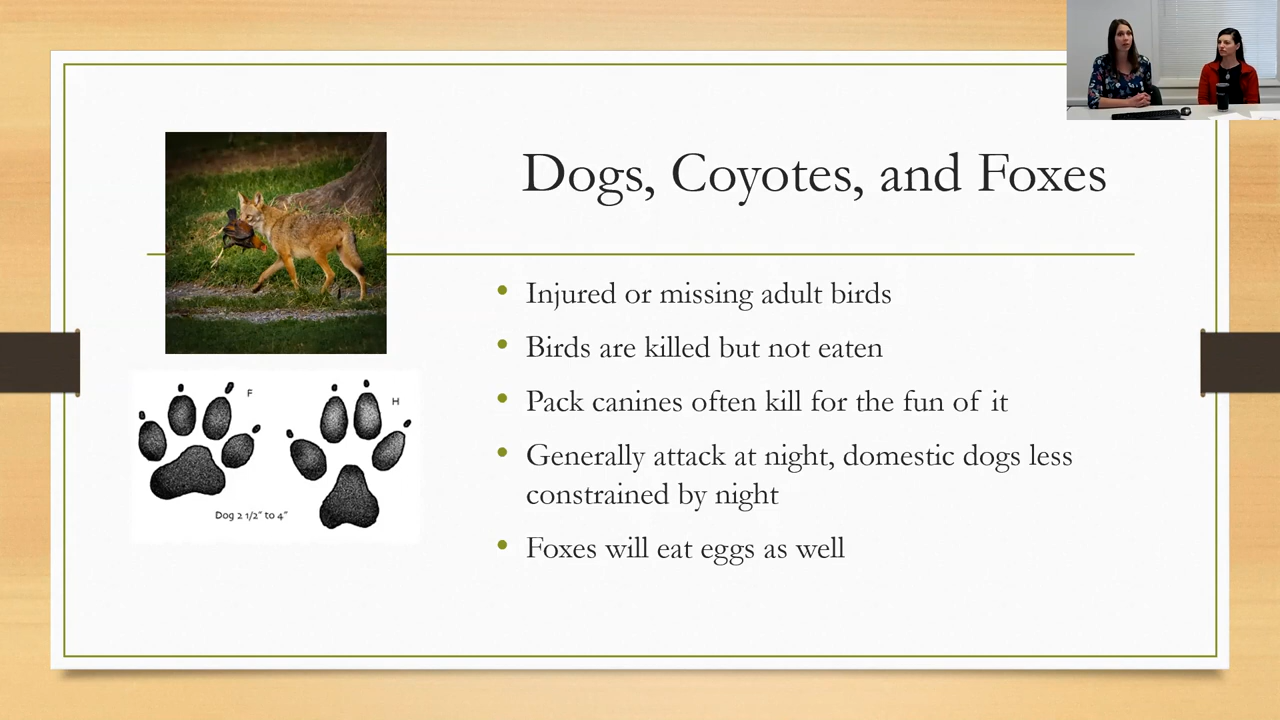 Dogs, Coyotes, and Foxes
Injured or missing adult birds
Birds are killed but not eaten
Pack canines often kill for the fun of it
Generally attack at night, domestic dogs less
constrained by night
Foxes will eat eggs as well
F
H
Dog 2 1/2" to 4"